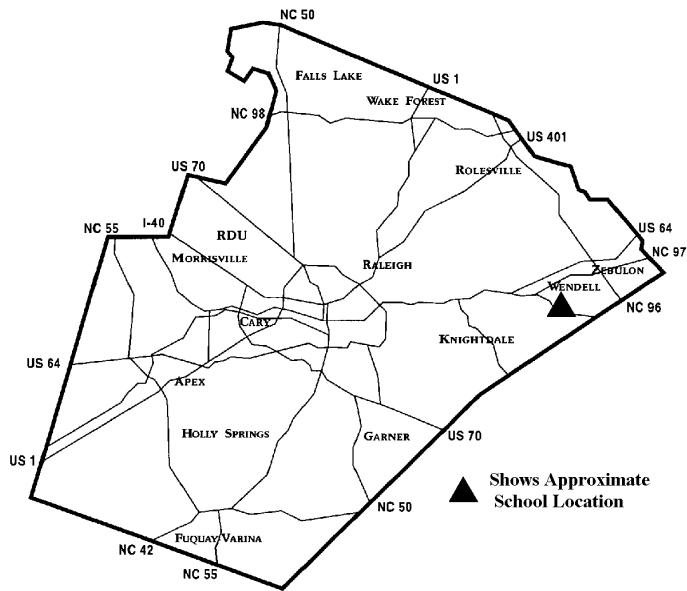 NC 50
FALLS LAKE
US 1
WAKE FOREST
NC 98
US 401
US 70
ROLESVILLE
NC 55
I-40
RDU
MORRISVILLE
RALEIGH
US 64
NC 97
ZEBULON
WENDELL
NC 96
CARY
KNIGHTDALE
US 64
APEX
HOLLY SPRINGS
GARNER
US 70
US 1
Shows Approximate
School Location
NC 50
NC 42
FUQUAY VARINA
NC 55